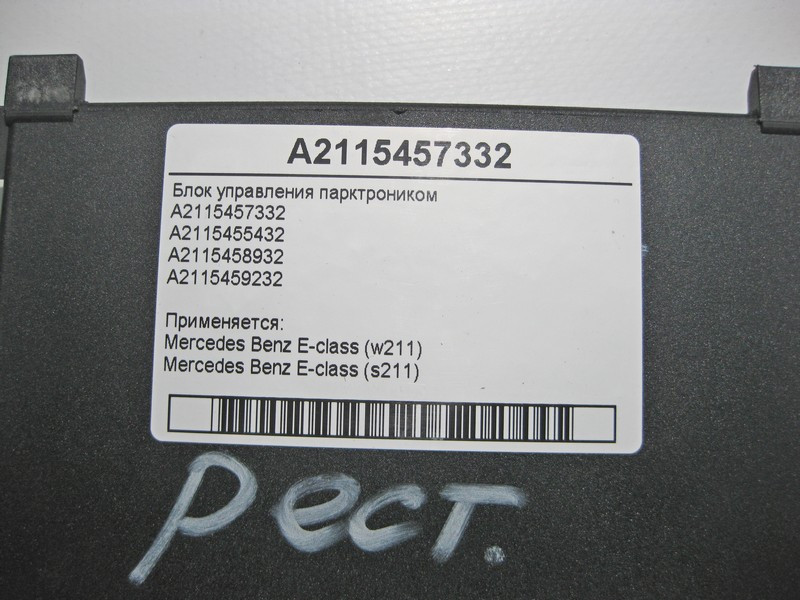 A2115457332
Блок управления парктроником
A2115457332
A2115455432
A2115458932
A2115459232
Применяется:
Mercedes Benz E-class (w211)
Mercedes Benz E-class (s211)
рест.